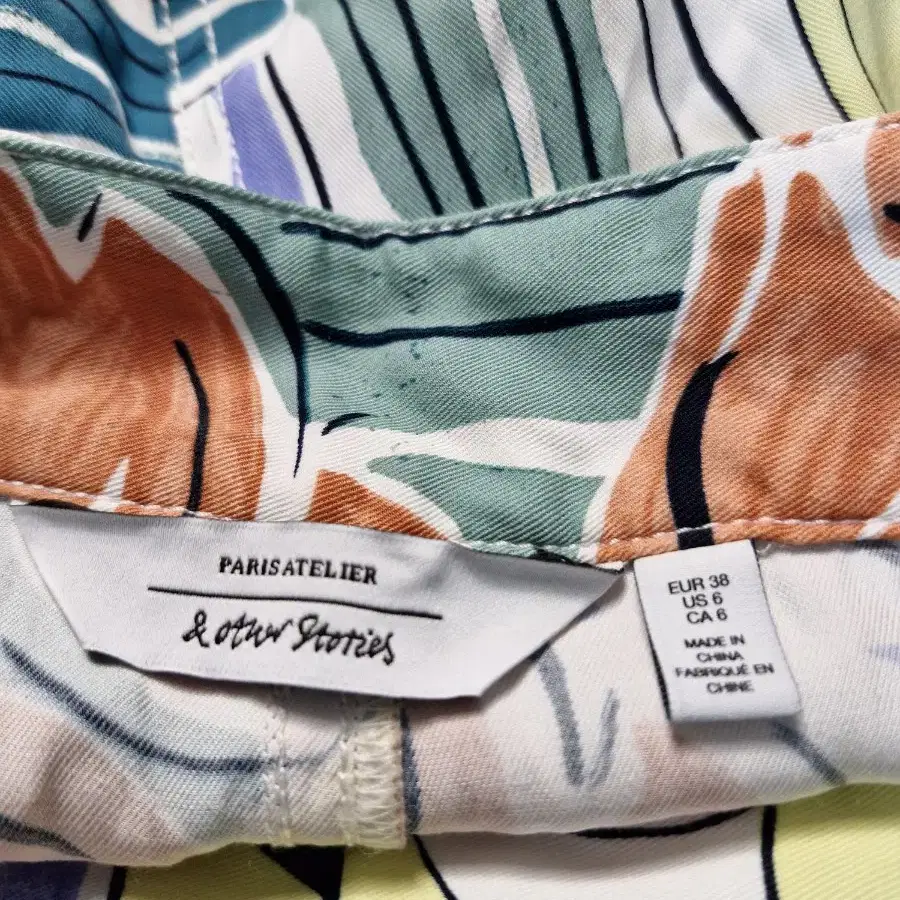 PARISATELIER
& other Stories
EUR 38
US 6
CA 6
MADE IN
CHINA
FABRIQUÉ EN
CHINE